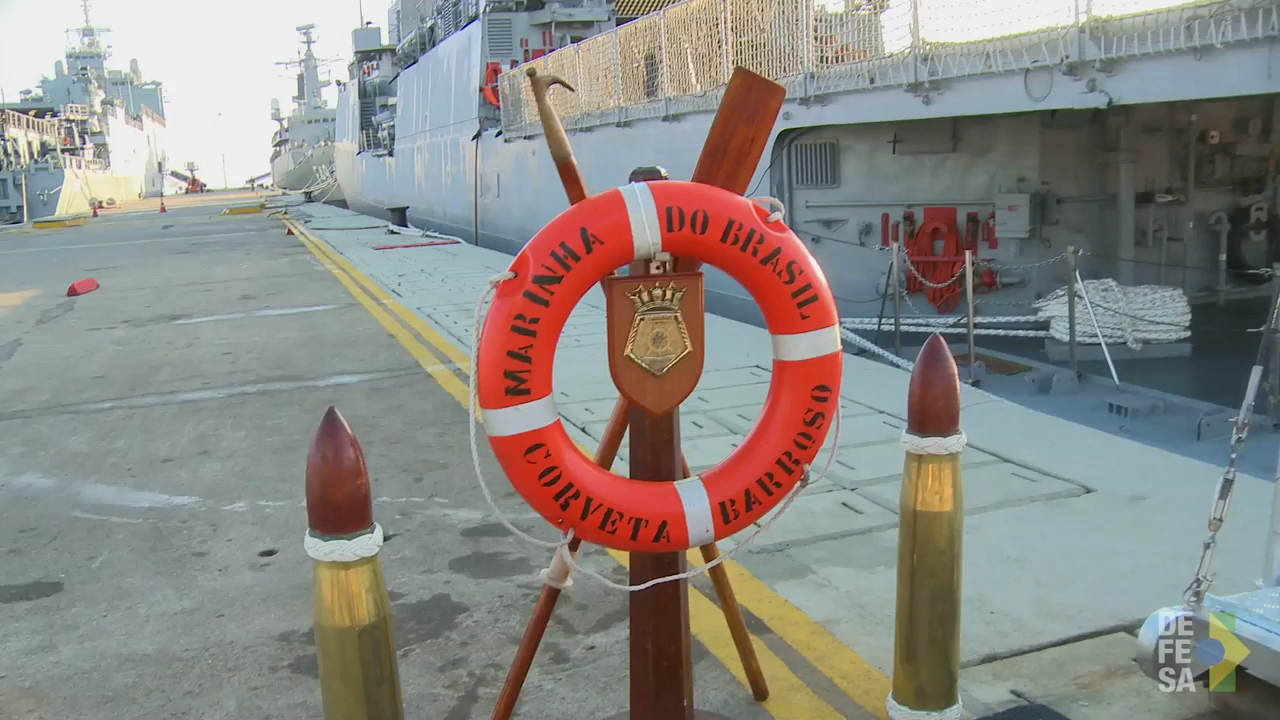 MARINHA
DO BRASIL
CORVETA
BARROSO
DE
FE
SA